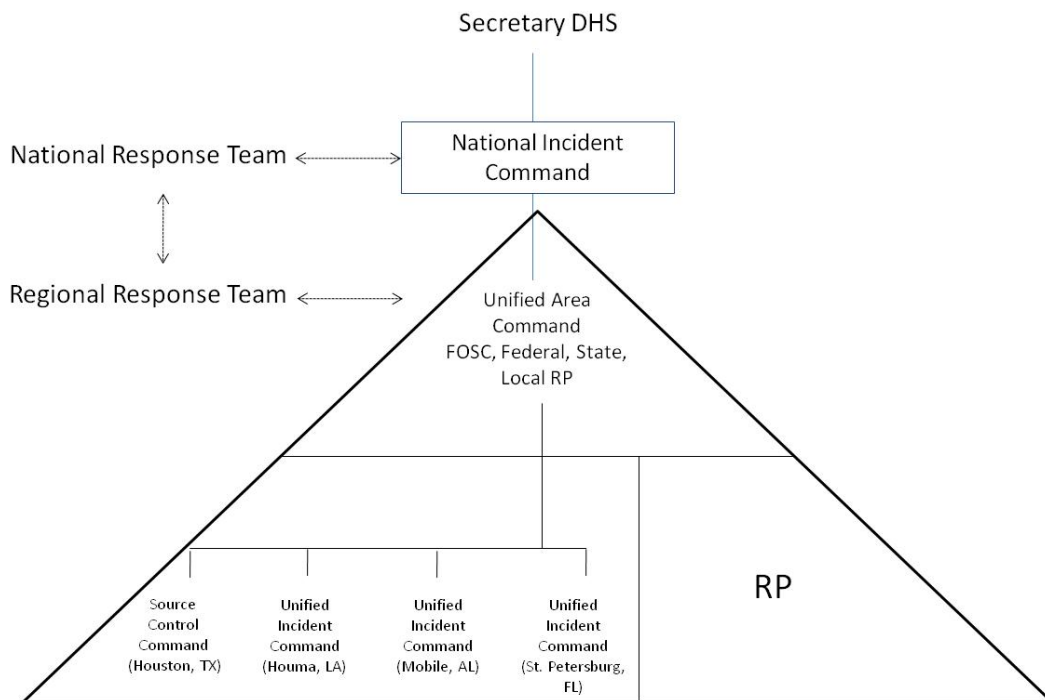 Secretary DHS
National Incident
Command
National Response Team
Regional Response Team
Unified Area
Command
FOSC, Federal, State,
Local RP
RP
Source
Control
Command
(Houston, TX)
Unified
Incident
Command
(Houma, LA)
Unified
Incident
Command
(Mobile, AL)
Unified
Incident
Command
(St. Petersburg,
FL)